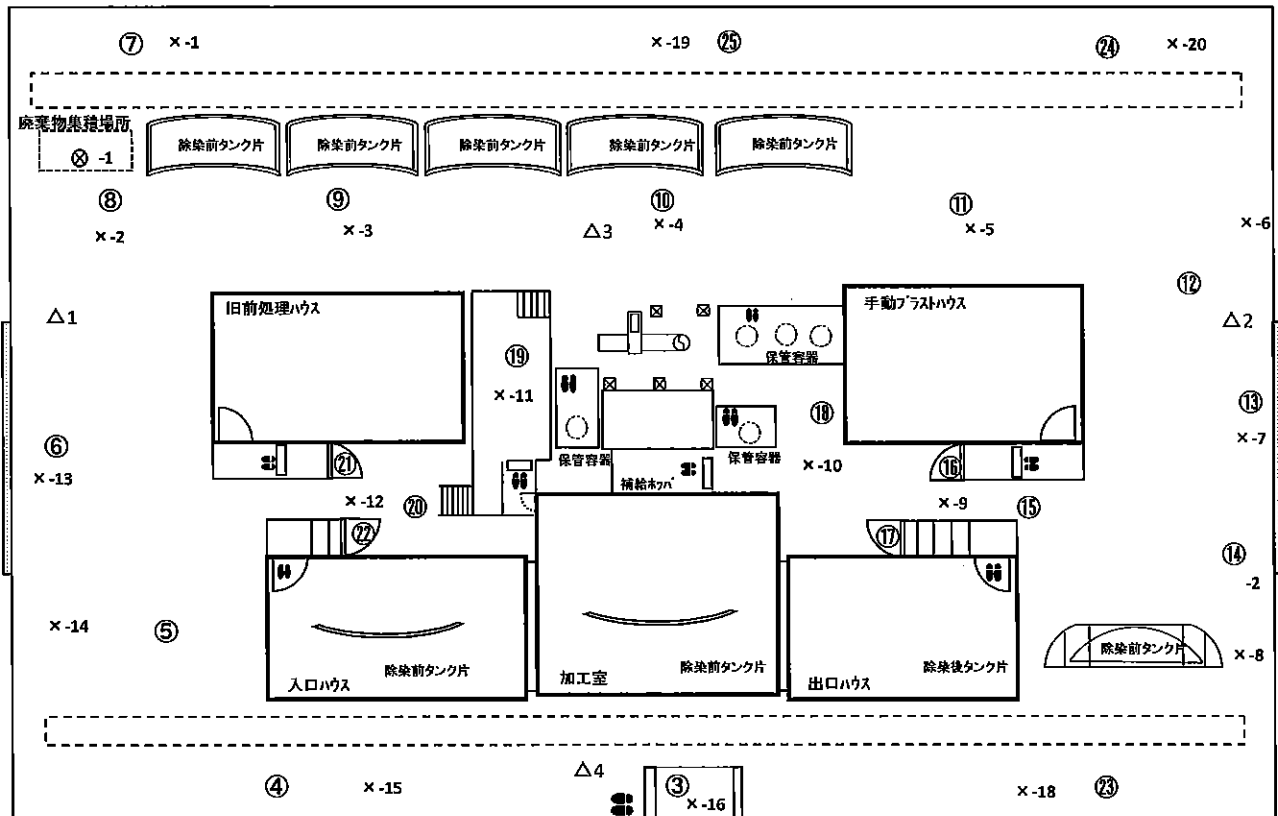 ⑦ ×-1 ×-19 ㉕ ㉔ ×-20
廃棄物集積場所
⊗ -1
除染前タンク片 除染前タンク片 除染前タンク片 除染前タンク片 除染前タンク片
⑧ ⑨ ⑩ ⑪
×-2 ×-3 △3 ×-4 ×-5 ×-6
⑫
旧前処理ハウス 手動ブラストハウス
△1 △2
保管容器
⑲
×-11
⑱ ⑬
⑥ ×-7
保管容器 保管容器
㉑ ×-10 ⑯
×-13 補給ホッパ
×-12 ⑳ ×-9 ⑮
㉒ ⑰
⑭
-2
×-14 ⑤
除染前タンク片 除染前タンク片 除染後タンク片 除染前タンク片 ×-8
入口ハウス 加工室 出口ハウス
△4
④ ×-15 ③ ×-16 ×-18 ㉓